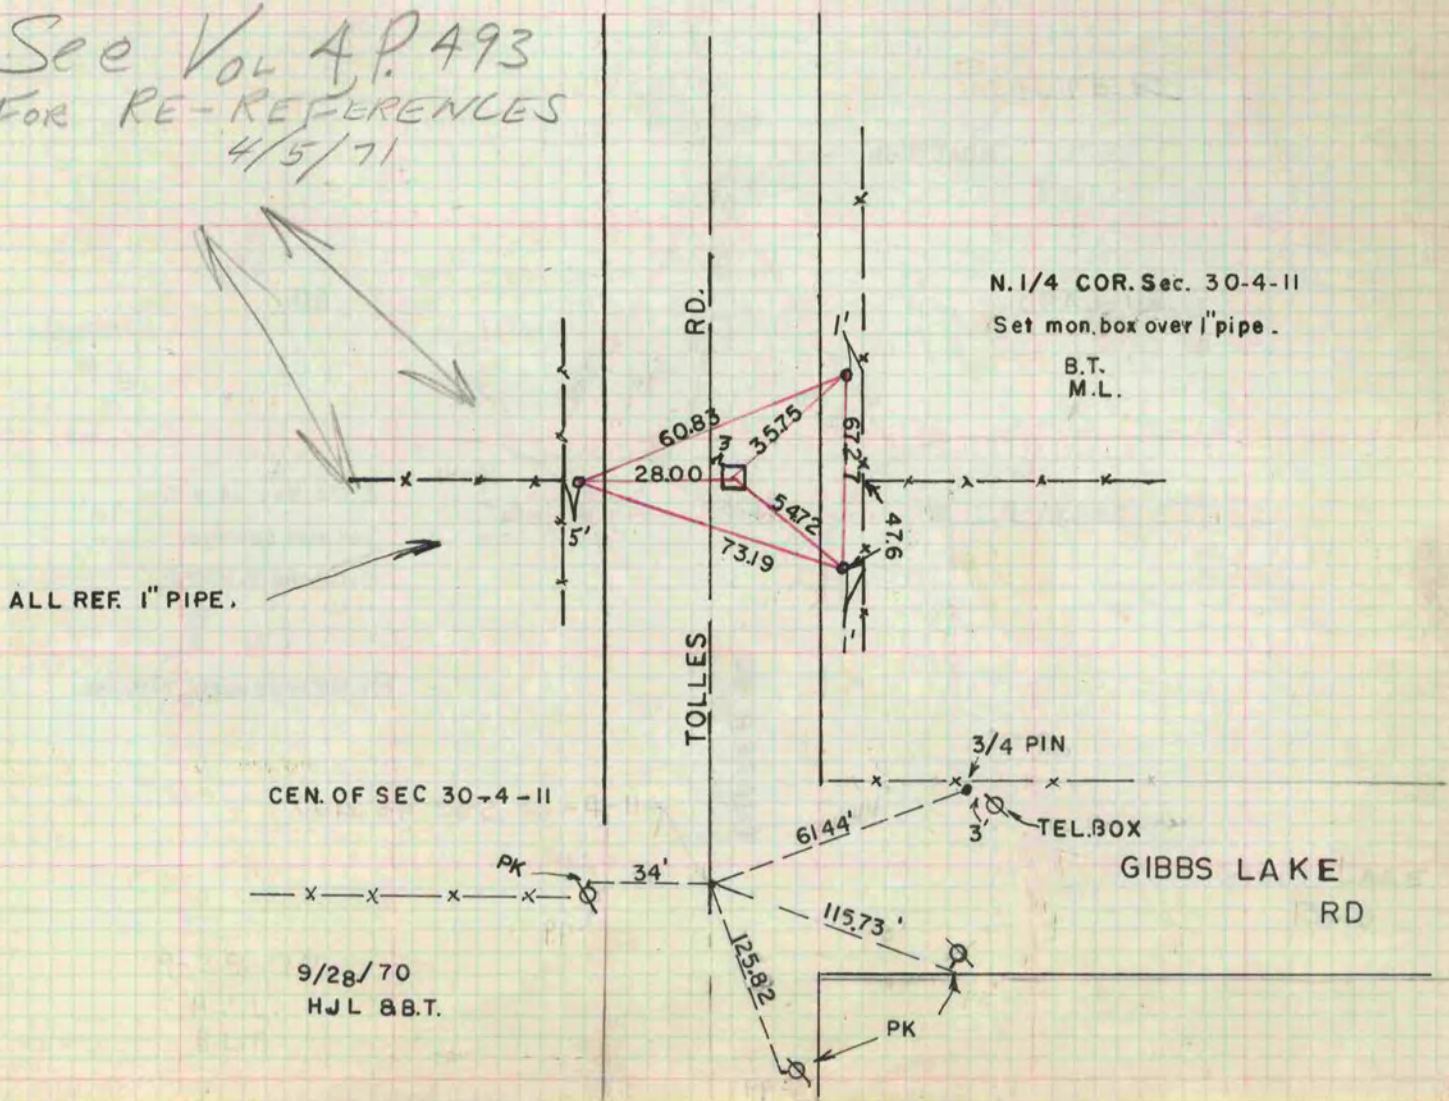 See VOL 4, P. 493
FOR RE-REFERENCES
4/5/71
N. 1/4 COR. Sec. 30-4-11
Set mon. box over 1" pipe.
B.T.
M.L.
RD.
1'
60.83
35.75
3
28.00
67.27
54.72
47.6
5'
73.19
1'
ALL REF. 1" PIPE.
TOLLES
3/4 PIN
CEN. OF SEC 30-4-11
61.44'
3'
TEL. BOX
GIBBS LAKE
RD
PK
34'
115.73'
125.82
9/28/70
HJL & B.T.
PK